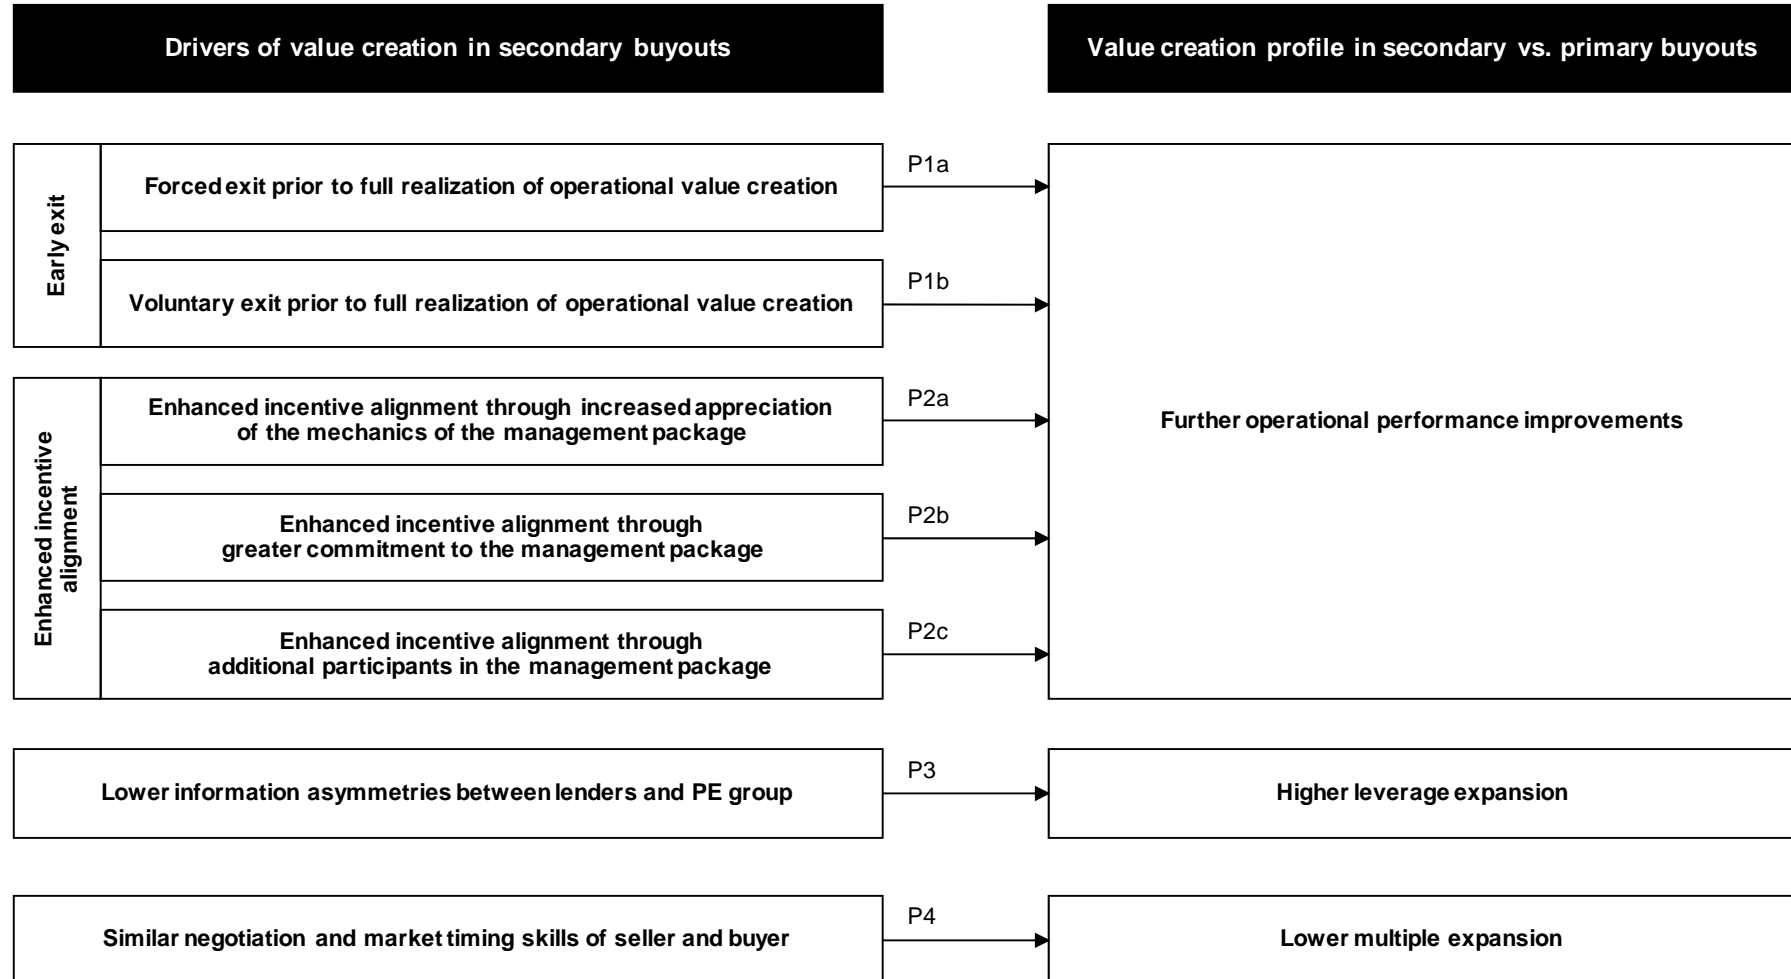 Drivers of value creation in secondary buyouts
Value creation profile in secondary vs. primary buyouts
Early exit
Forced exit prior to full realization of operational value creation
P1a
Voluntary exit prior to full realization of operational value creation
P1b
Enhanced incentive
alignment
Enhanced incentive alignment through increased appreciation
of the mechanics of the management package
P2a
Further operational performance improvements
Enhanced incentive alignment through
greater commitment to the management package
P2b
Enhanced incentive alignment through
additional participants in the management package
P2c
Lower information asymmetries between lenders and PE group
P3
Higher leverage expansion
Similar negotiation and market timing skills of seller and buyer
P4
Lower multiple expansion